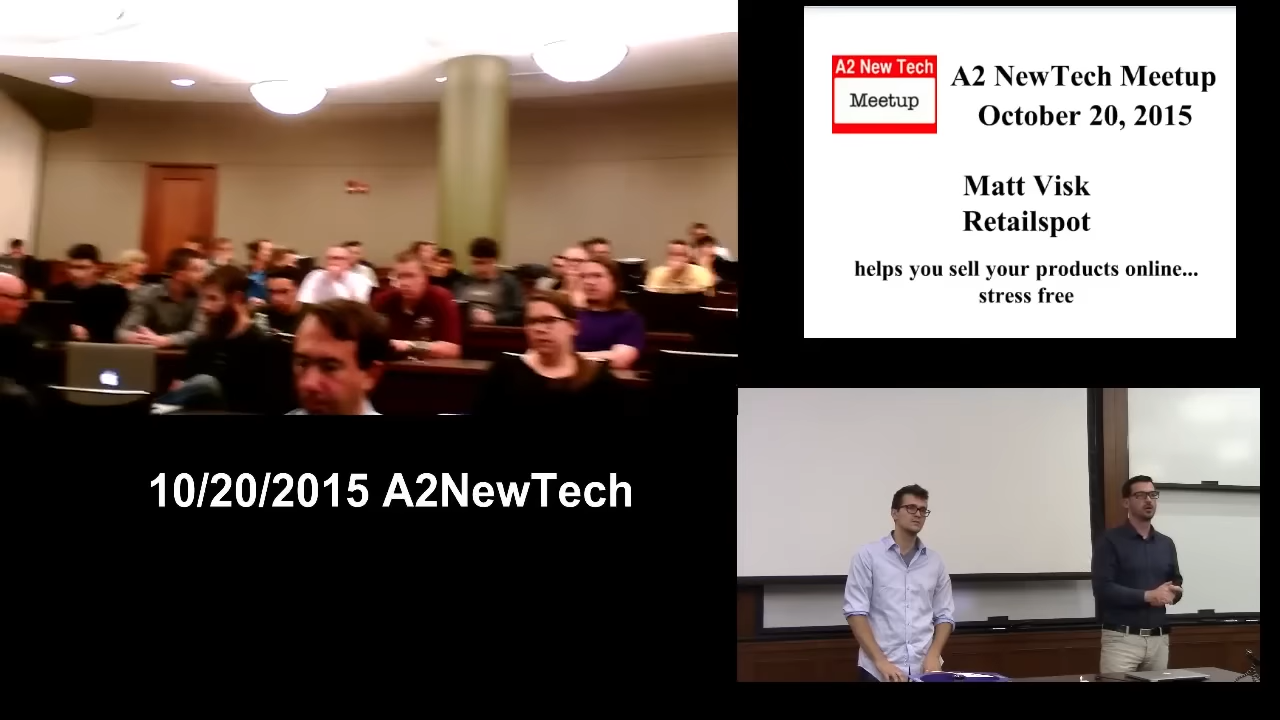 A2 New Tech
Meetup
A2 NewTech Meetup
October 20, 2015
Matt Visk
Retailspot
helps you sell your products online...
stress free
10/20/2015 A2NewTech